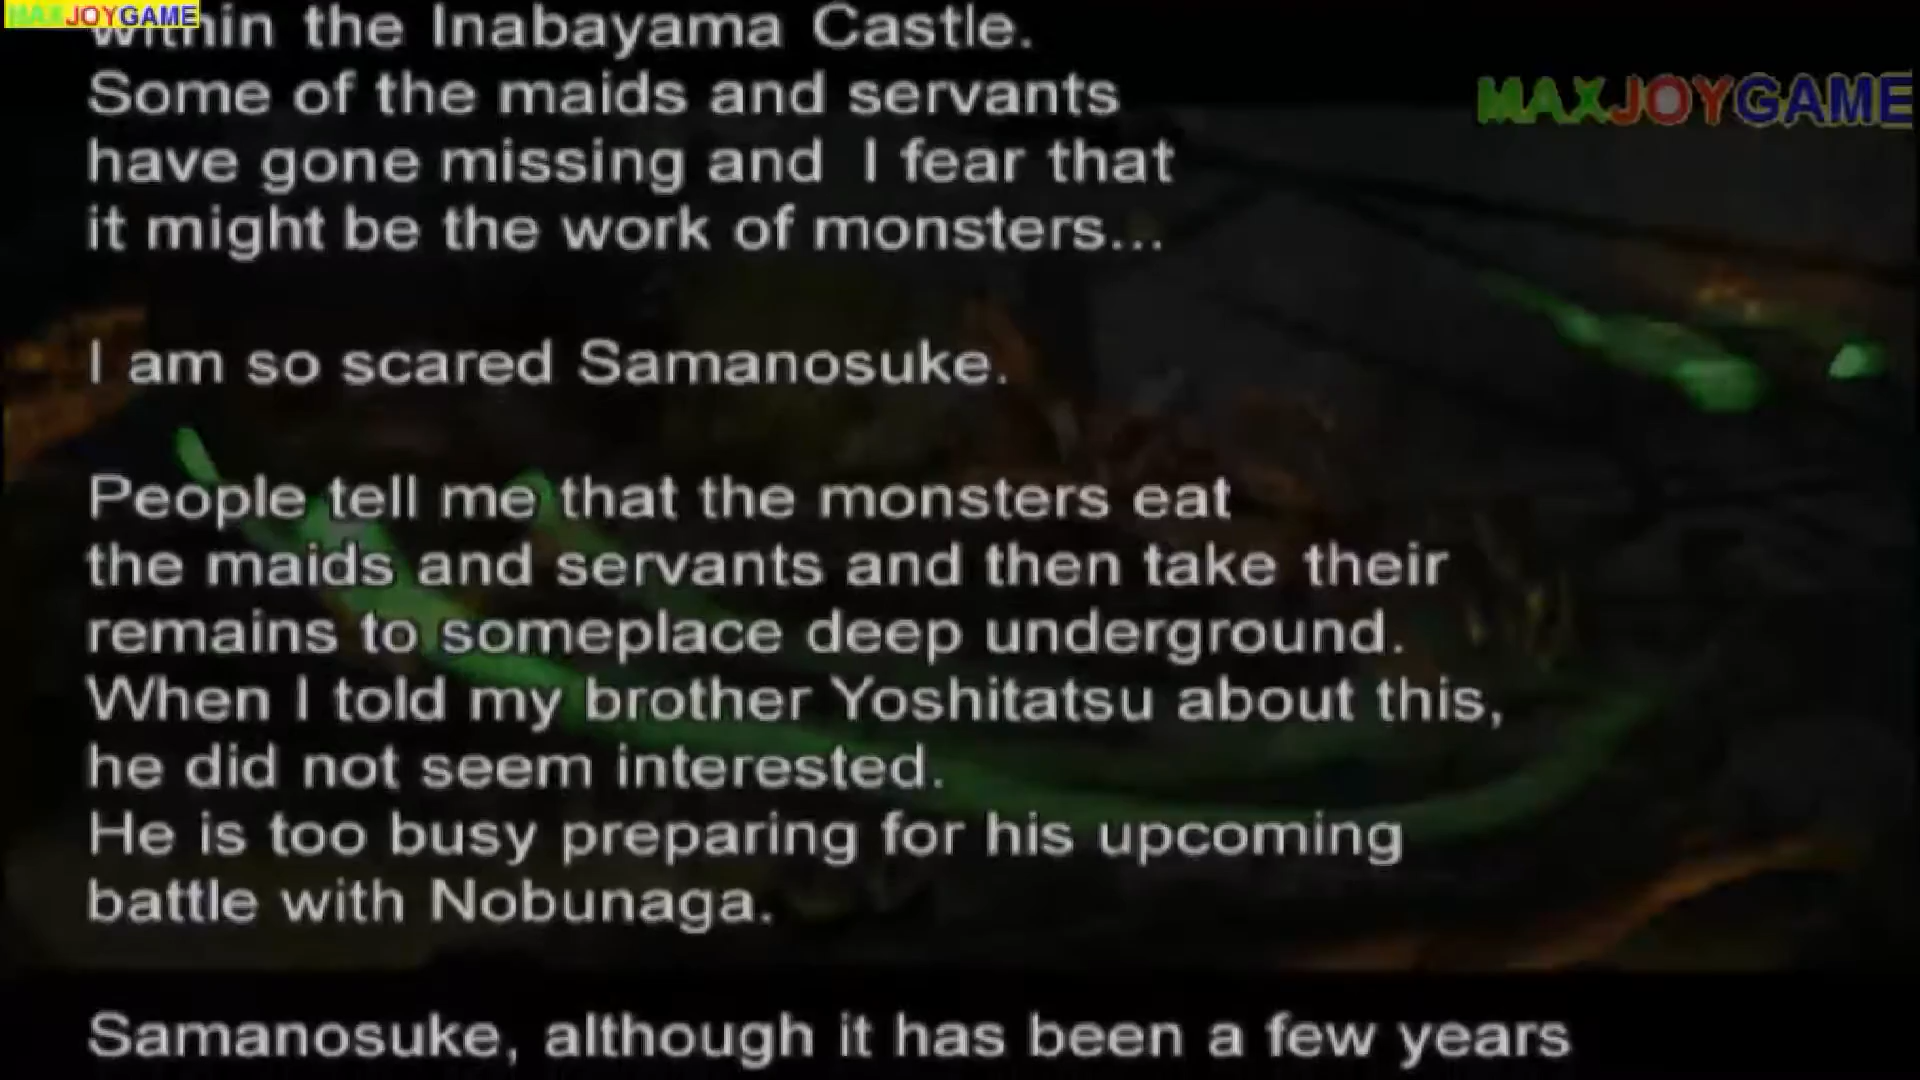 MAXJOYGAME
within the Inabayama Castle.
Some of the maids and servants
MAXJOYGAME
have gone missing and I fear that
it might be the work of monsters...
I am so scared Samanosuke.
People tell me that the monsters eat
the maids and servants and then take their
remains to someplace deep underground.
When I told my brother Yoshitatsu about this,
he did not seem interested.
He is too busy preparing for his upcoming
battle with Nobunaga.
Samanosuke, although it has been a few years